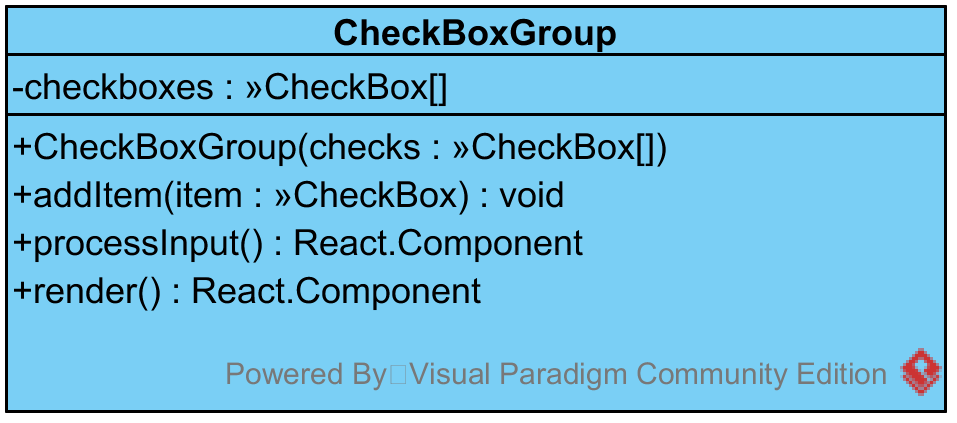 CheckBoxGroup
-checkboxes : »CheckBox[]
+CheckBoxGroup(checks : »CheckBox[])
+addItem(item : »CheckBox) : void
+processInput() : React.Component
+render() : React.Component
Powered By Visual Paradigm Community Edition